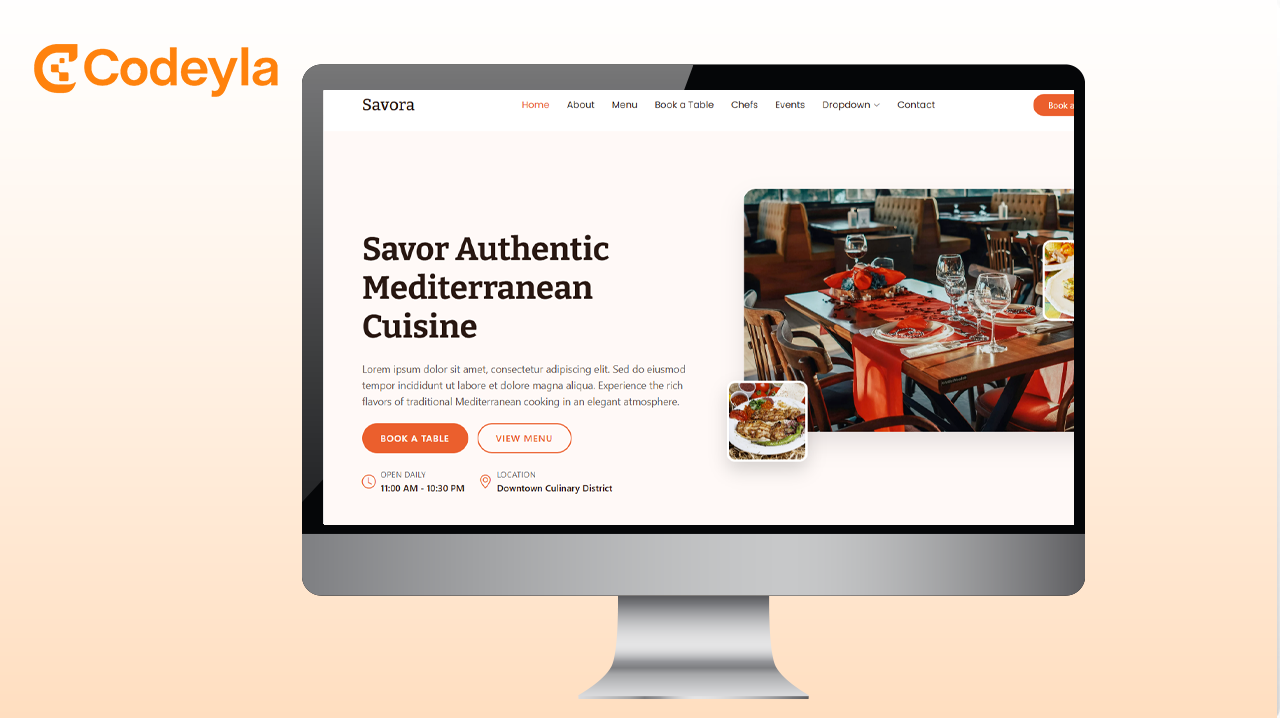 Codeyla
Savora
Home About Menu Book a Table Chefs Events Dropdown Contact
Book a
Savor Authentic
Mediterranean
Cuisine
Lorem ipsum dolor sit amet, consectetur adipiscing elit. Sed do eiusmod
tempor incididunt ut labore et dolore magna aliqua. Experience the rich
flavors of traditional Mediterranean cooking in an elegant atmosphere.
BOOK A TABLE VIEW MENU
OPEN DAILY LOCATION
11:00 AM - 10:30 PM Downtown Culinary District